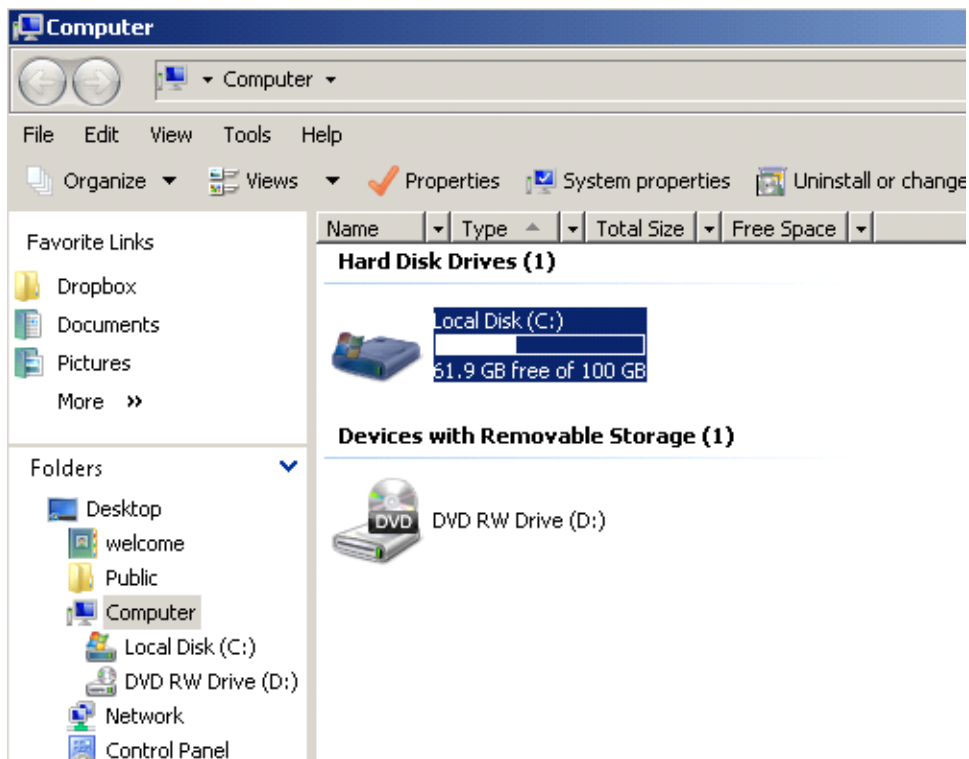 Computer
Computer
File Edit View Tools Help
Organize Views Properties System properties Uninstall or change
Favorite Links
Dropbox
Documents
Pictures
More »
Folders
Desktop
welcome
Public
Computer
Local Disk (C:)
DVD RW Drive (D:)
Network
Control Panel
Name Type Total Size Free Space
Hard Disk Drives (1)
Local Disk (C:)
61.9 GB free of 100 GB
Devices with Removable Storage (1)
DVD
DVD RW Drive (D:)